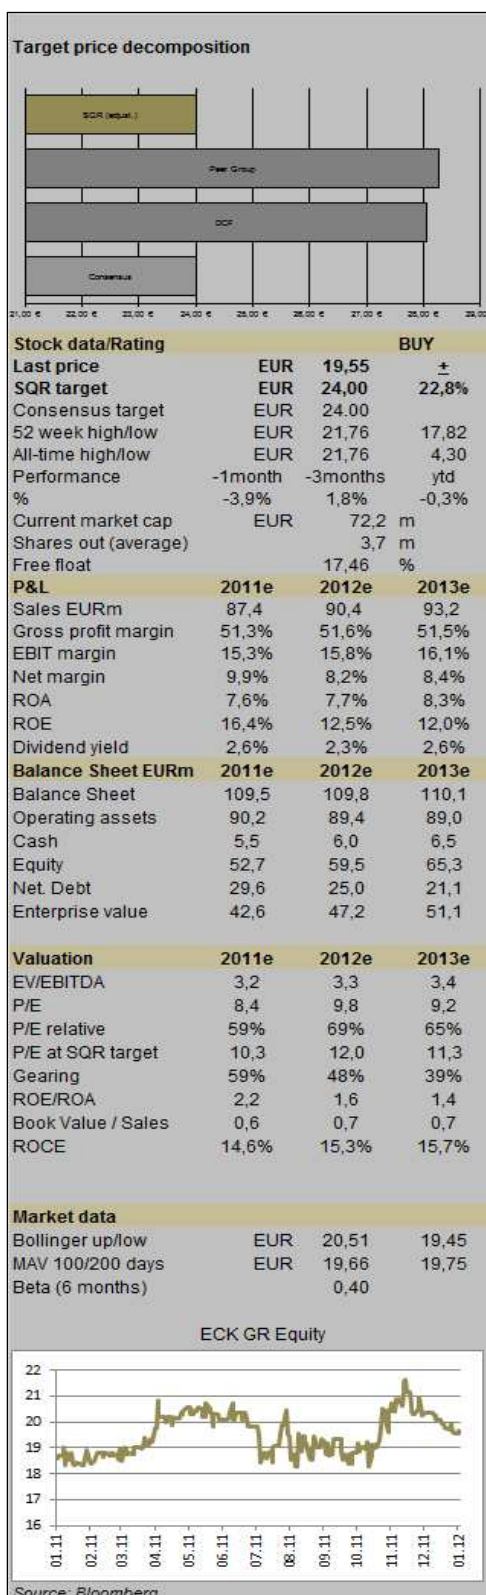 Target price decomposition
SQR (adjust.)
Peer Group
DCF
Consensus
21,00 € 22,00 € 23,00 € 24,00 € 25,00 € 26,00 € 27,00 € 28,00 € 29,00
Stock data/Rating BUY
Last price EUR 19,55 ±
SQR target EUR 24,00 22,8%
Consensus target EUR 24.00
52 week high/low EUR 21,76 17,82
All-time high/low EUR 21,76 4,30
Performance -1month -3months ytd
% -3,9% 1,8% -0,3%
Current market cap EUR 72,2 m
Shares out (average) 3,7 m
Free float 17,46 %
P&L 2011e 2012e 2013e
Sales EURm 87,4 90,4 93,2
Gross profit margin 51,3% 51,6% 51,5%
EBIT margin 15,3% 15,8% 16,1%
Net margin 9,9% 8,2% 8,4%
ROA 7,6% 7,7% 8,3%
ROE 16,4% 12,5% 12,0%
Dividend yield 2,6% 2,3% 2,6%
Balance Sheet EURm 2011e 2012e 2013e
Balance Sheet 109,5 109,8 110,1
Operating assets 90,2 89,4 89,0
Cash 5,5 6,0 6,5
Equity 52,7 59,5 65,3
Net. Debt 29,6 25,0 21,1
Enterprise value 42,6 47,2 51,1
Valuation 2011e 2012e 2013e
EV/EBITDA 3,2 3,3 3,4
P/E 8,4 9,8 9,2
P/E relative 59% 69% 65%
P/E at SQR target 10,3 12,0 11,3
Gearing 59% 48% 39%
ROE/ROA 2,2 1,6 1,4
Book Value / Sales 0,6 0,7 0,7
ROCE 14,6% 15,3% 15,7%
Market data
Bollinger up/low EUR 20,51 19,45
MAV 100/200 days EUR 19,66 19,75
Beta (6 months) 0,40
ECK GR Equity
22
21
20
19
18
17
16
01.11 02.11 03.11 04.11 05.11 06.11 07.11 08.11 09.11 10.11 11.11 12.11 01.12
Source: Bloomberg